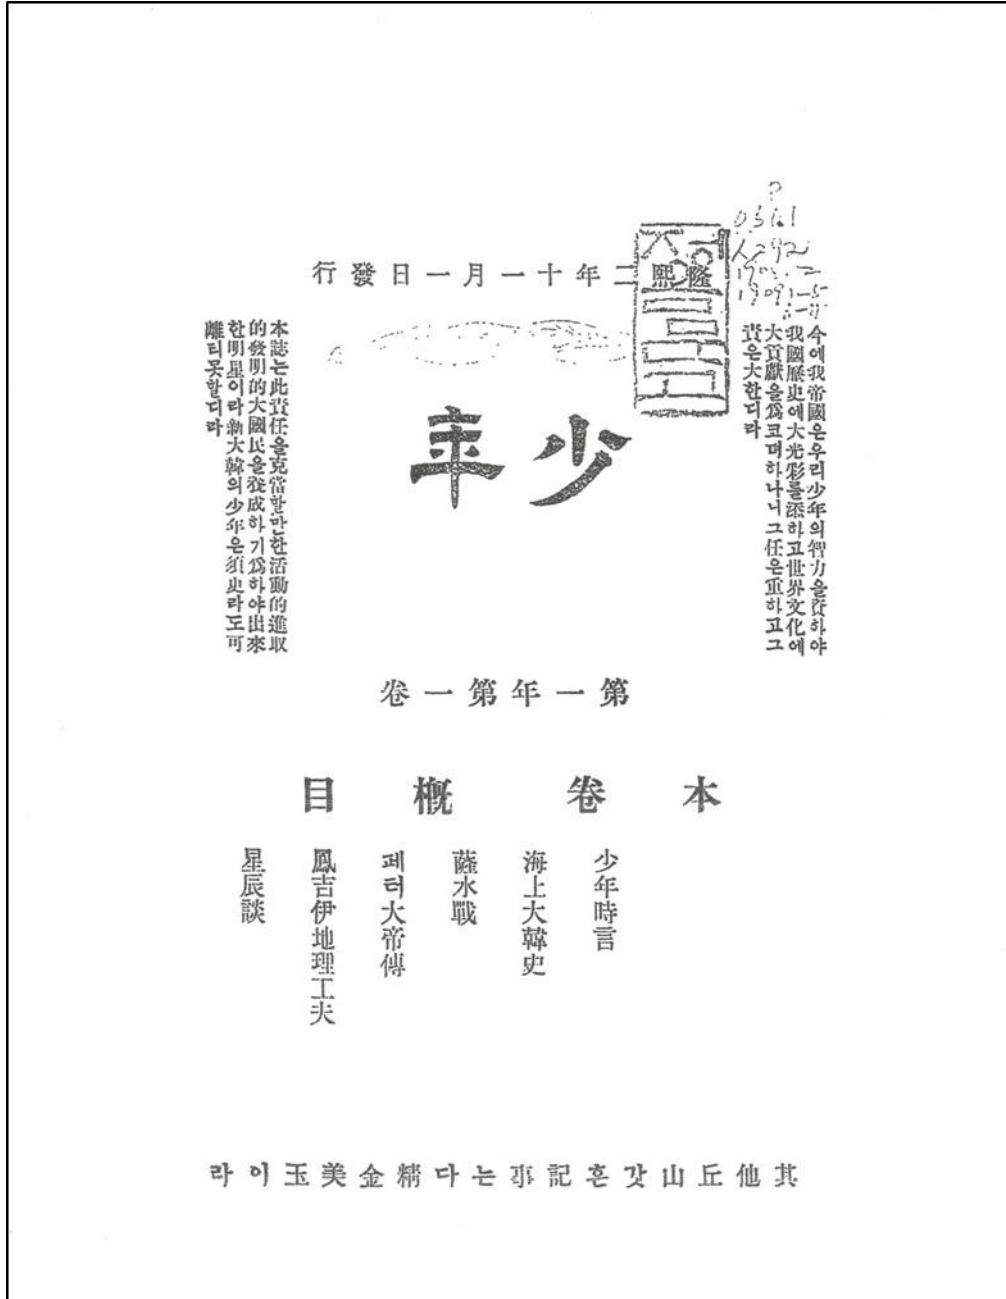 隆熙二年十一月一日發行
今에我帝國은우리少年의智力을資하야
我國歷史에大光彩를添하고世界文化에
大貢獻을爲코뎌하나니그任은重하고그
責은大한디라
少年
本誌는此責任을克當할만한活動的進取
的發明的大國民을養成하기爲하야出來
한明星이라新大韓의少年은須臾라도可
離티못할디라
第一年第一卷
本卷槪目
少年時言
海上大韓史
薩水戰
페터大帝傳
鳳吉伊地理工夫
星辰談
其他丘山갓흔記事는다精金美玉이라